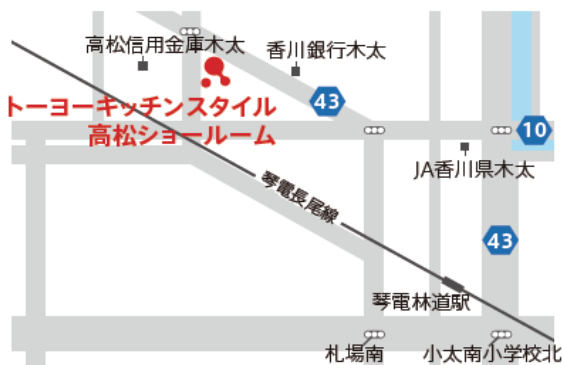 高松信用金庫木太
香川銀行木太
トーヨーキッチンスタイル
高松ショールーム
43
10
JA香川県木太
琴電長尾線
43
琴電林道駅
札場南
小太南小学校北